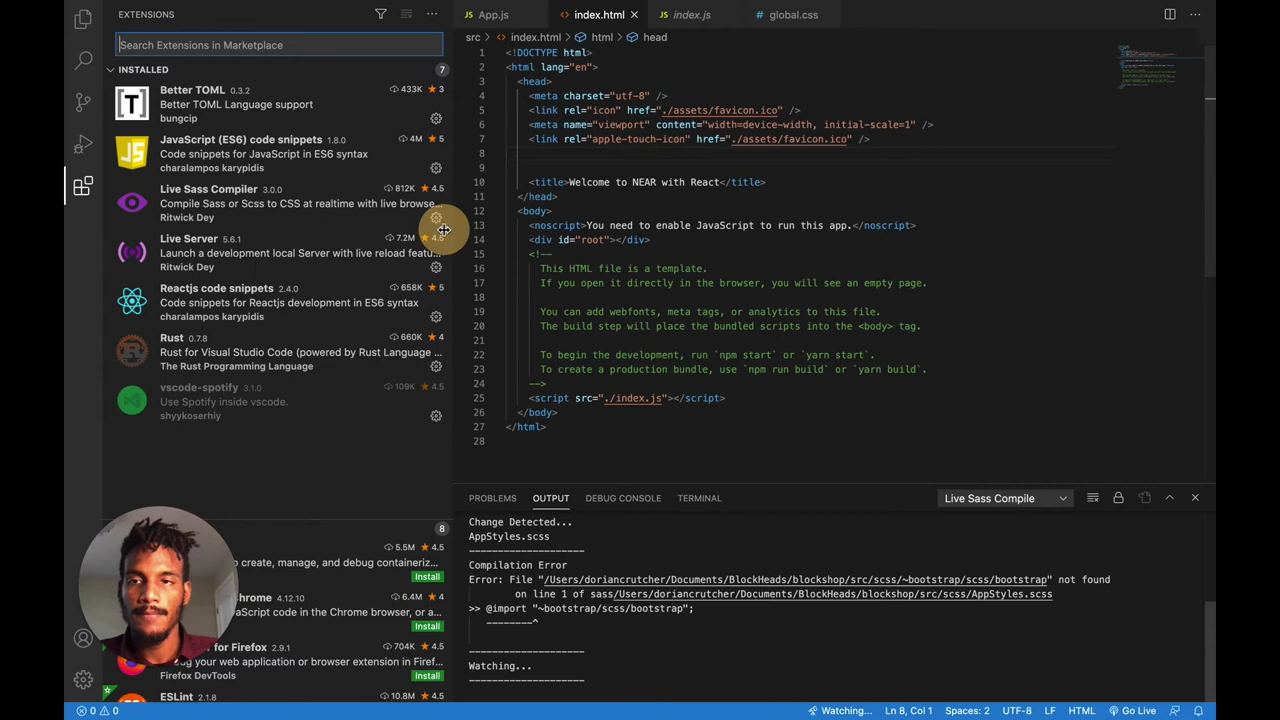 EXTENSIONS
Search Extensions in Marketplace
INSTALLED 7
Better TOML 0.3.2 433K 3
Better TOML Language support
bungcip
JavaScript (ES6) code snippets 1.8.0 4M 5
Code snippets for JavaScript in ES6 syntax
charalampos karypidis
Live Sass Compiler 3.0.0 812K 4.5
Compile Sass or Scss to CSS at realtime with live browse...
Ritwick Dey
Live Server 5.6.1 7.2M 4.5
Launch a development local Server with live reload featu...
Ritwick Dey
Reactjs code snippets 2.4.0 658K 5
Code snippets for Reactjs development in ES6 syntax
charalampos karypidis
Rust 0.7.8 660K 4
Rust for Visual Studio Code (powered by Rust Language ...
The Rust Programming Language
vscode-spotify 3.1.0 109K 4.5
Use Spotify inside vscode.
shyykoserhiy
8
5.5M 4.5
to create, manage, and debug containeriz...
Install
hrome 4.12.10 6.4M 4
aScript code in the Chrome browser, or a...
Install
r for Firefox 2.9.1 704K 4.5
ug your web application or browser extension in Firef...
Firefox DevTools Install
ESLint 2.1.8 10.8M 4.5
App.js index.html index.js global.css
src > index.html > html > head
1 <!DOCTYPE html>
2 <html lang="en">
3 <head>
4 <meta charset="utf-8" />
5 <link rel="icon" href="./assets/favicon.ico" />
6 <meta name="viewport" content="width=device-width, initial-scale=1" />
7 <link rel="apple-touch-icon" href="./assets/favicon.ico" />
8
9
10 <title>Welcome to NEAR with React</title>
11 </head>
12 <body>
13 <noscript>You need to enable JavaScript to run this app.</noscript>
14 <div id="root"></div>
15 <!--
16 This HTML file is a template.
17 If you open it directly in the browser, you will see an empty page.
18
19 You can add webfonts, meta tags, or analytics to this file.
20 The build step will place the bundled scripts into the <body> tag.
21
22 To begin the development, run `npm start` or `yarn start`.
23 To create a production bundle, use `npm run build` or `yarn build`.
24 -->
25 <script src="./index.js"></script>
26 </body>
27 </html>
28
PROBLEMS OUTPUT DEBUG CONSOLE TERMINAL Live Sass Compile
Change Detected...
AppStyles.scss
--------------------
Compilation Error
Error: File "/Users/doriancrutcher/Documents/BlockHeads/blockshop/src/scss/~bootstrap/scss/bootstrap" not found
on line 1 of sass/Users/doriancrutcher/Documents/BlockHeads/blockshop/src/scss/AppStyles.scss
>> @import "~bootstrap/scss/bootstrap";
--------^
--------------------
Watching...
--------------------
0 0 Watching... Ln 8, Col 1 Spaces: 2 UTF-8 LF HTML Go Live